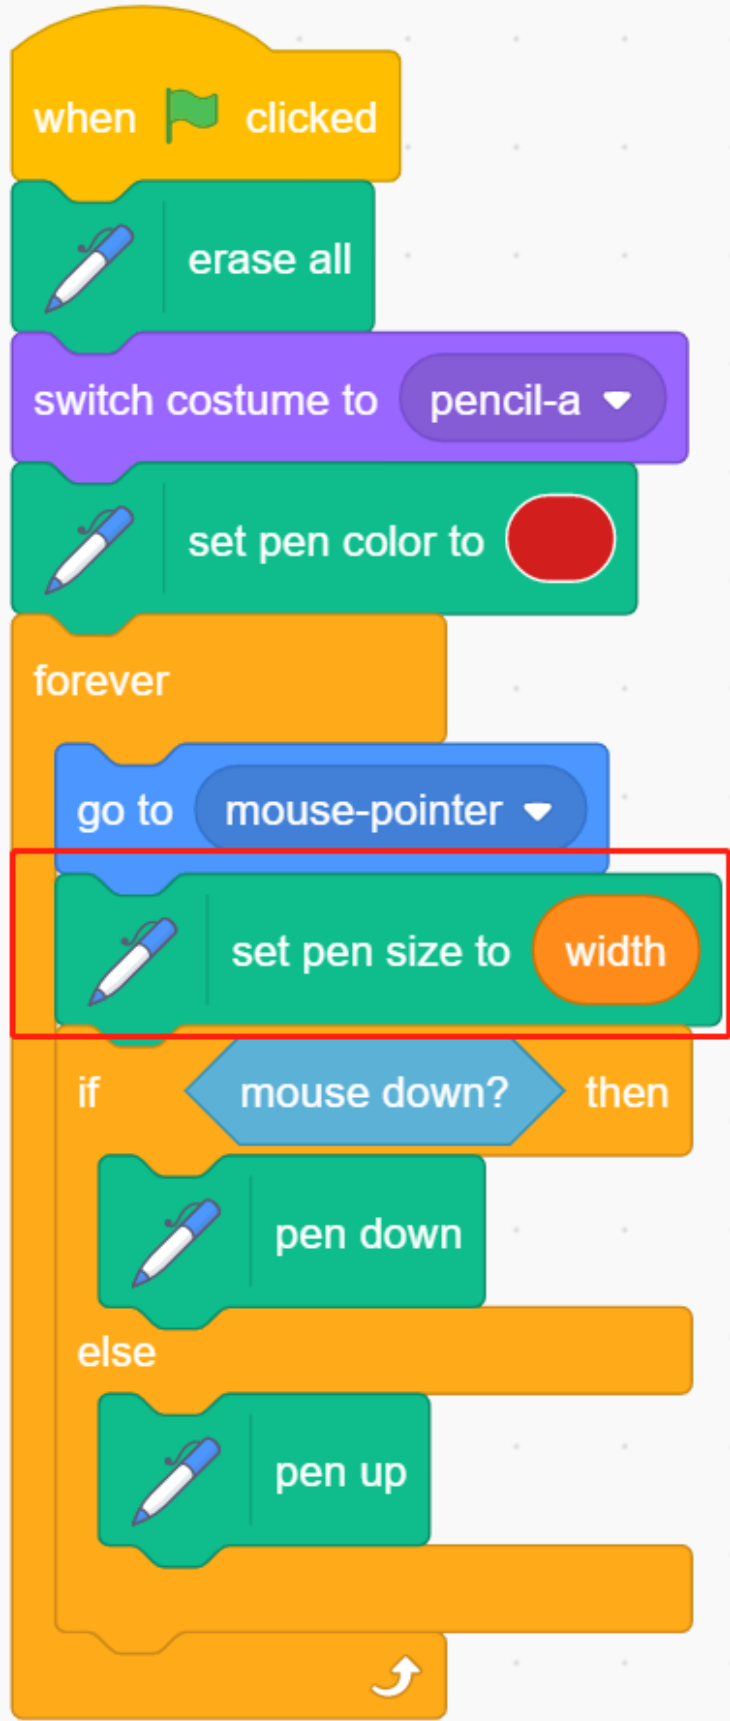 when clicked
erase all
switch costume to pencil-a
set pen color to
forever
go to mouse-pointer
set pen size to width
if mouse down? then
pen down
else
pen up